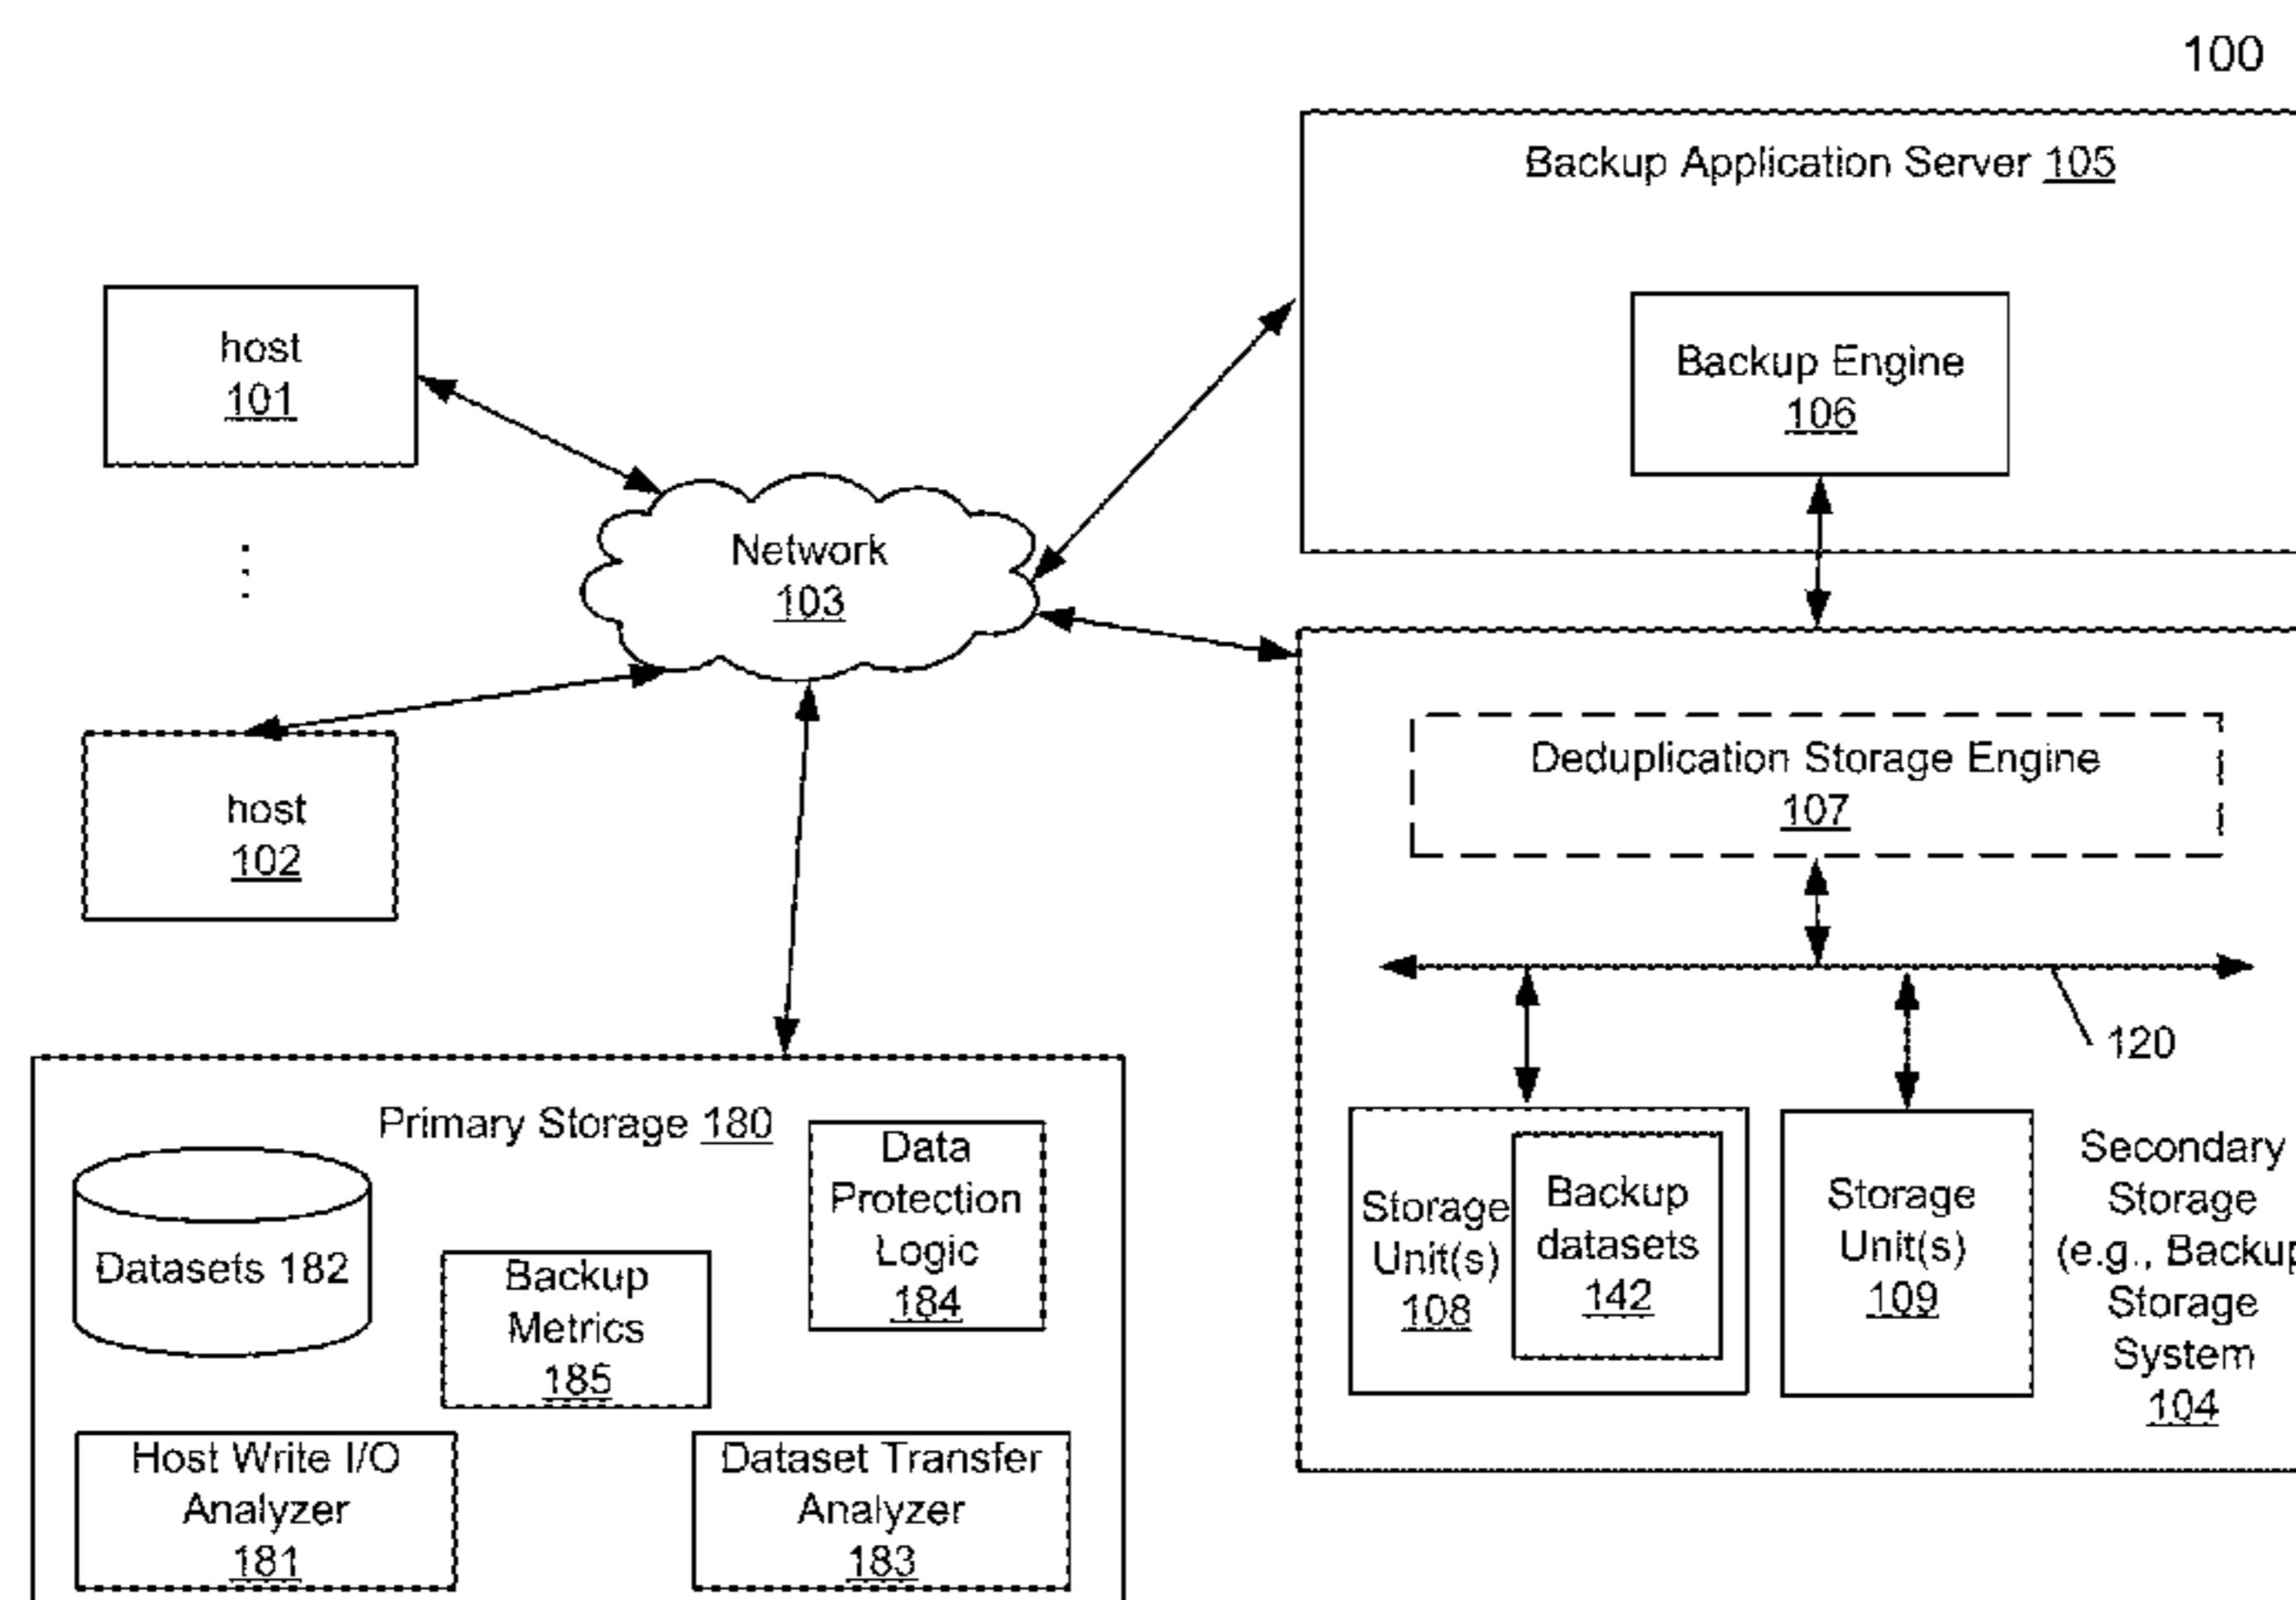 100
Backup Application Server 105
host
101
Backup Engine
106
Network
103
host
102
Deduplication Storage Engine
107
120
Primary Storage 180
Data
Protection
Logic
184
Datasets 182
Backup
Metrics
185
Host Write I/O
Analyzer
181
Dataset Transfer
Analyzer
183
Storage
Unit(s)
108
Backup
datasets
142
Storage
Unit(s)
109
Secondary
Storage
(e.g., Backup
Storage
System
104